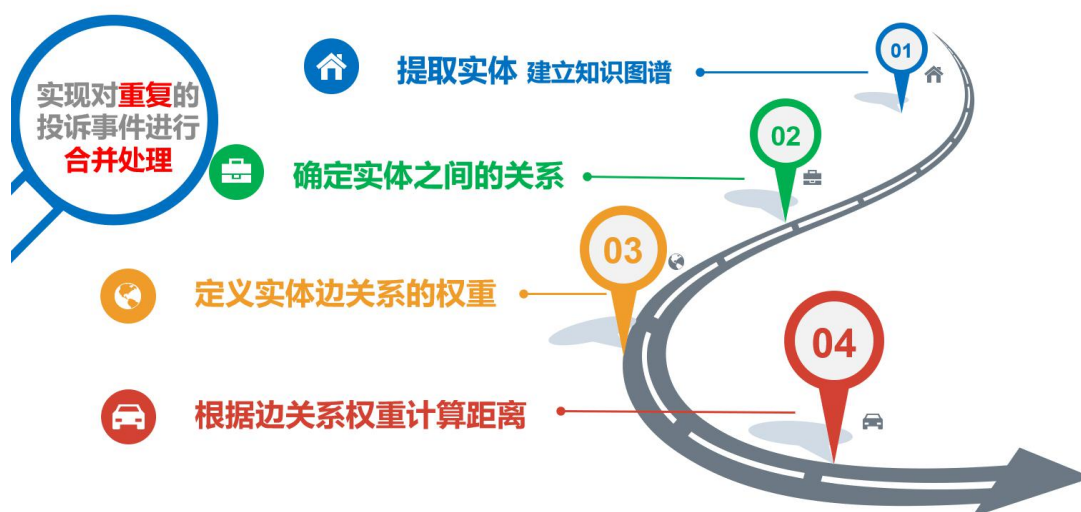 实现对重复的
投诉事件进行
合并处理
01
提取实体 建立知识图谱
02
确定实体之间的关系
03
定义实体边关系的权重
04
根据边关系权重计算距离